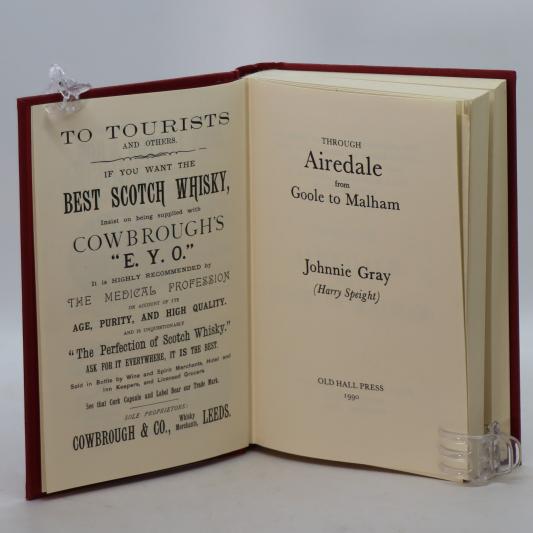 TO TOURISTS
AND OTHERS.
IF YOU WANT THE
BEST SCOTCH WHISKY,
Insist on being supplied with
COWBROUGH'S
"E. Y. O."
It is HIGHLY RECOMMENDED by
THE MEDICAL PROFESSION
ON ACCOUNT OF ITS
AGE, PURITY, AND HIGH QUALITY.
AND IS UNQUESTIONABLY
"The Perfection of Scotch Whisky."
ASK FOR IT EVERYWHERE, IT IS THE BEST.
Sold in Bottle by Wine and Spirit Merchants, Hotel and
Inn Keepers, and Licensed Grocers
See that Cork Capsule and Label Bear our Trade Mark.
SOLE PROPRIETORS:
COWBROUGH & CO., Whisky Merchants, LEEDS.
THROUGH
Airedale
from
Goole to Malham
Johnnie Gray
(Harry Speight)
OLD HALL PRESS
1990